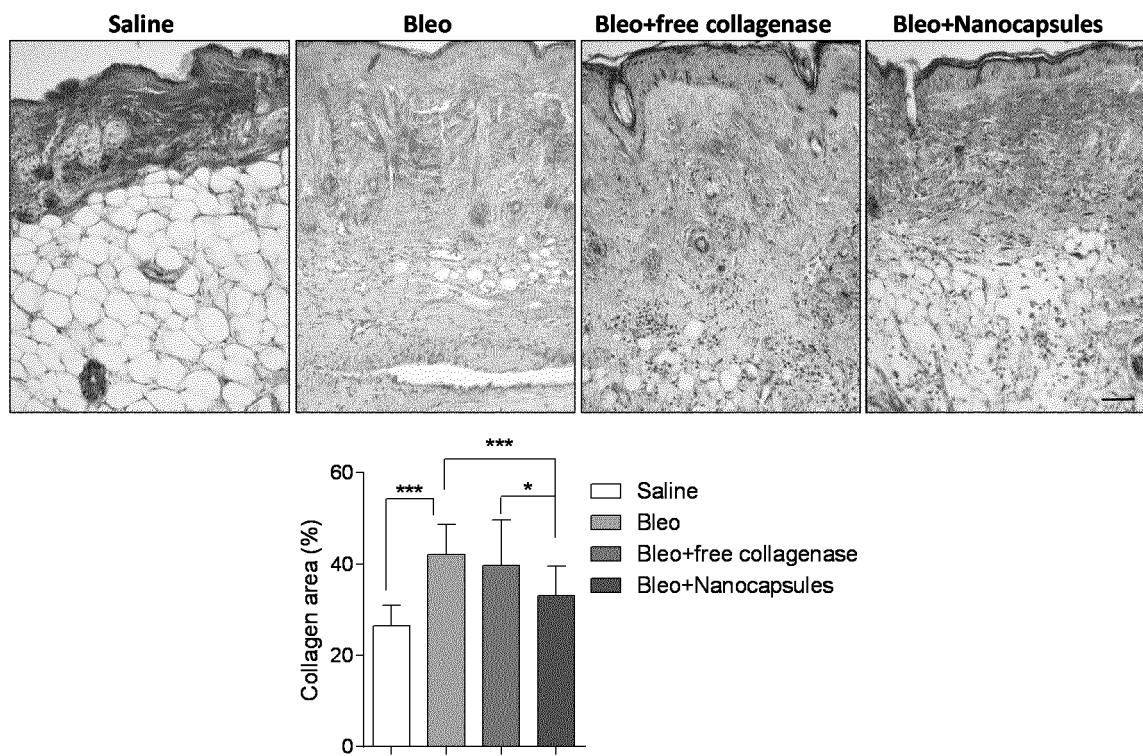 Saline
Bleo
Bleo+free collagenase
Bleo+Nanocapsules
***
***
*
60
40
20
0
Collagen area (%)
Saline
Bleo
Bleo+free collagenase
Bleo+Nanocapsules